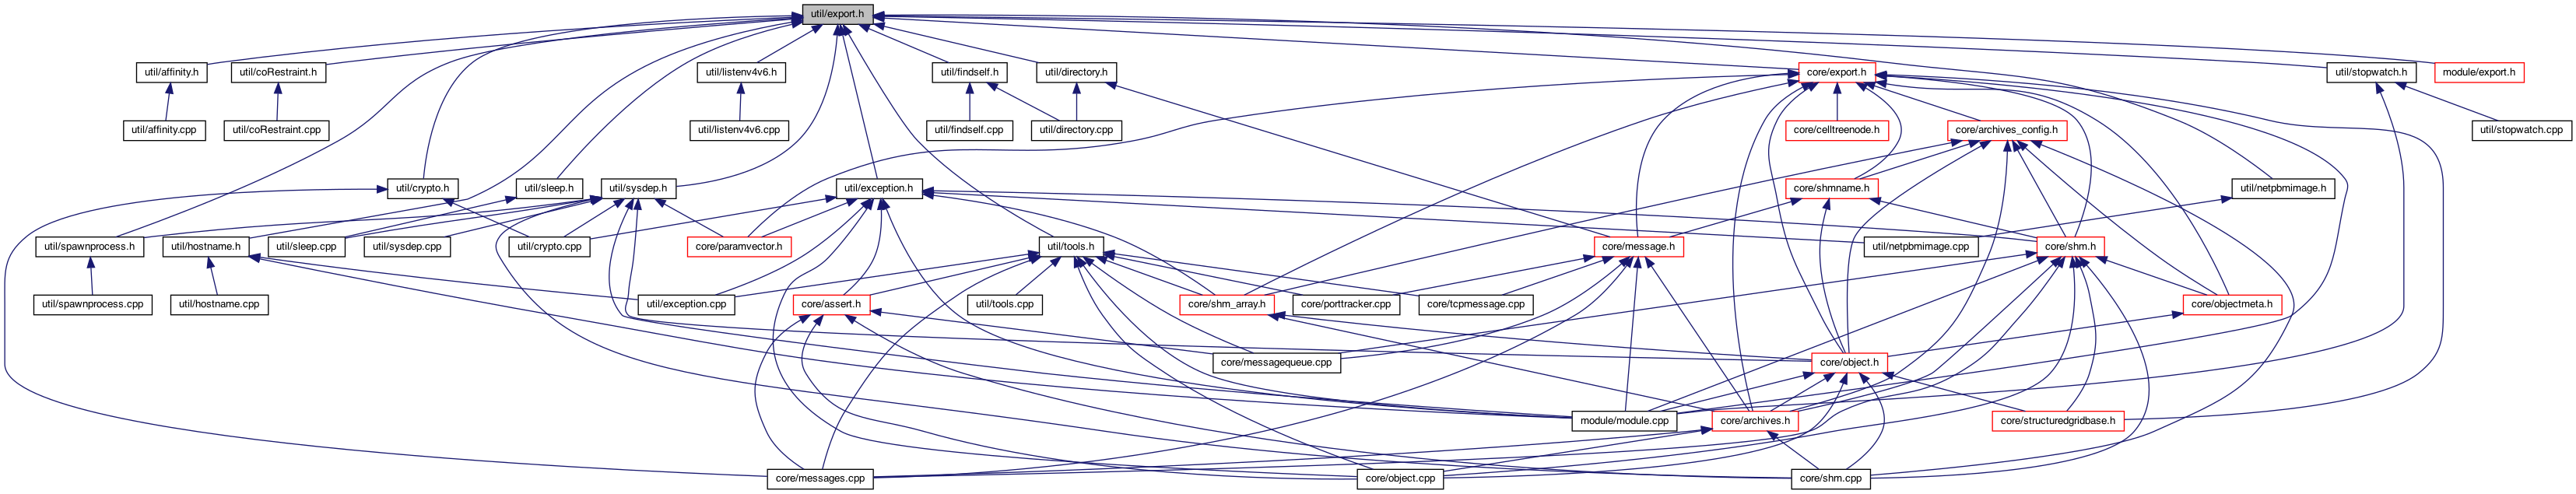 util/export.h
util/affinity.h
util/coRestraint.h
util/listenv4v6.h
util/findself.h
util/directory.h
core/export.h
util/stopwatch.h
module/export.h
util/affinity.cpp
util/coRestraint.cpp
util/listenv4v6.cpp
util/findself.cpp
util/directory.cpp
core/celltreenode.h
core/archives_config.h
util/stopwatch.cpp
util/crypto.h
util/sleep.h
util/sysdep.h
util/exception.h
core/shmname.h
util/netpbmimage.h
util/spawnprocess.h
util/hostname.h
util/sleep.cpp
util/sysdep.cpp
util/crypto.cpp
core/paramvector.h
util/tools.h
core/message.h
util/netpbmimage.cpp
core/shm.h
util/spawnprocess.cpp
util/hostname.cpp
util/exception.cpp
core/assert.h
util/tools.cpp
core/shm_array.h
core/porttracker.cpp
core/tcpmessage.cpp
core/objectmeta.h
core/messagequeue.cpp
core/object.h
module/module.cpp
core/archives.h
core/structuredgridbase.h
core/messages.cpp
core/object.cpp
core/shm.cpp